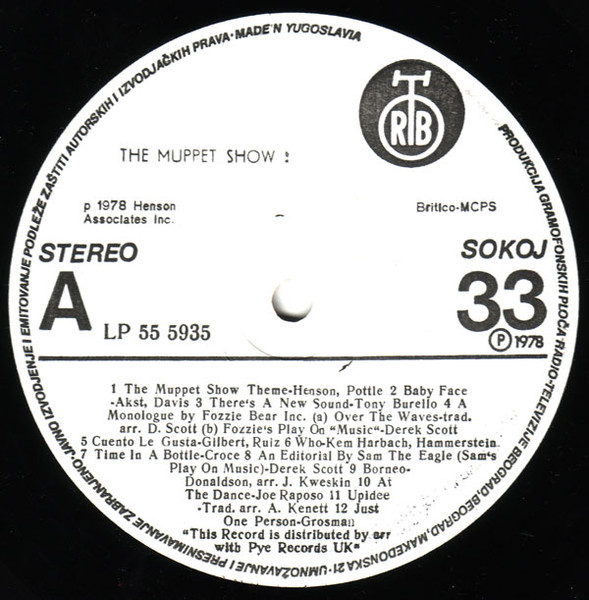 PRODUKCIJA GRAMOFONSKIH PLOČA·RADIO-TELEVIZIJE BEOGRAD, BEOGRAD, MAKEDONSKA 21·UMNOŽAVANJE I PRESNIMAVANJE ZABRANJENO·JAVNO IZVODJENJE I EMITOVANJE PODLEŽE ZAŠTITI AUTORSKIH I IZVODJAČKIH PRAVA·MADE'N YUGOSLAVIA
RTB
THE MUPPET SHOW !
p 1978 Henson
Associates Inc.
Britico-MCPS
STEREO
SOKOJ
A
33
LP 55 5935
Ⓟ 1978
1 The Muppet Show Theme-Henson, Pottle 2 Baby Face
-Akst, Davis 3 There's A New Sound-Tony Burello 4 A
Monologue by Fozzie Bear Inc. (a) Over The Waves-trad.
arr. D. Scott (b) Fozzie's Play On "Music"-Derek Scott
5 Cuento Le Gusta-Gilbert, Ruiz 6 Who-Kem Harbach, Hammerstein
7 Time In A Bottle-Croce 8 An Editorial By Sam The Eagle (Sam's
Play On Music)-Derek Scott 9 Borneo-
Donaldson, arr. J. Kweskin 10 At
The Dance-Joe Raposo 11 Upidee
-Trad. arr. A. Kenett 12 Just
One Person-Grosman
"This Record is distributed by arr
with Pye Records UK"